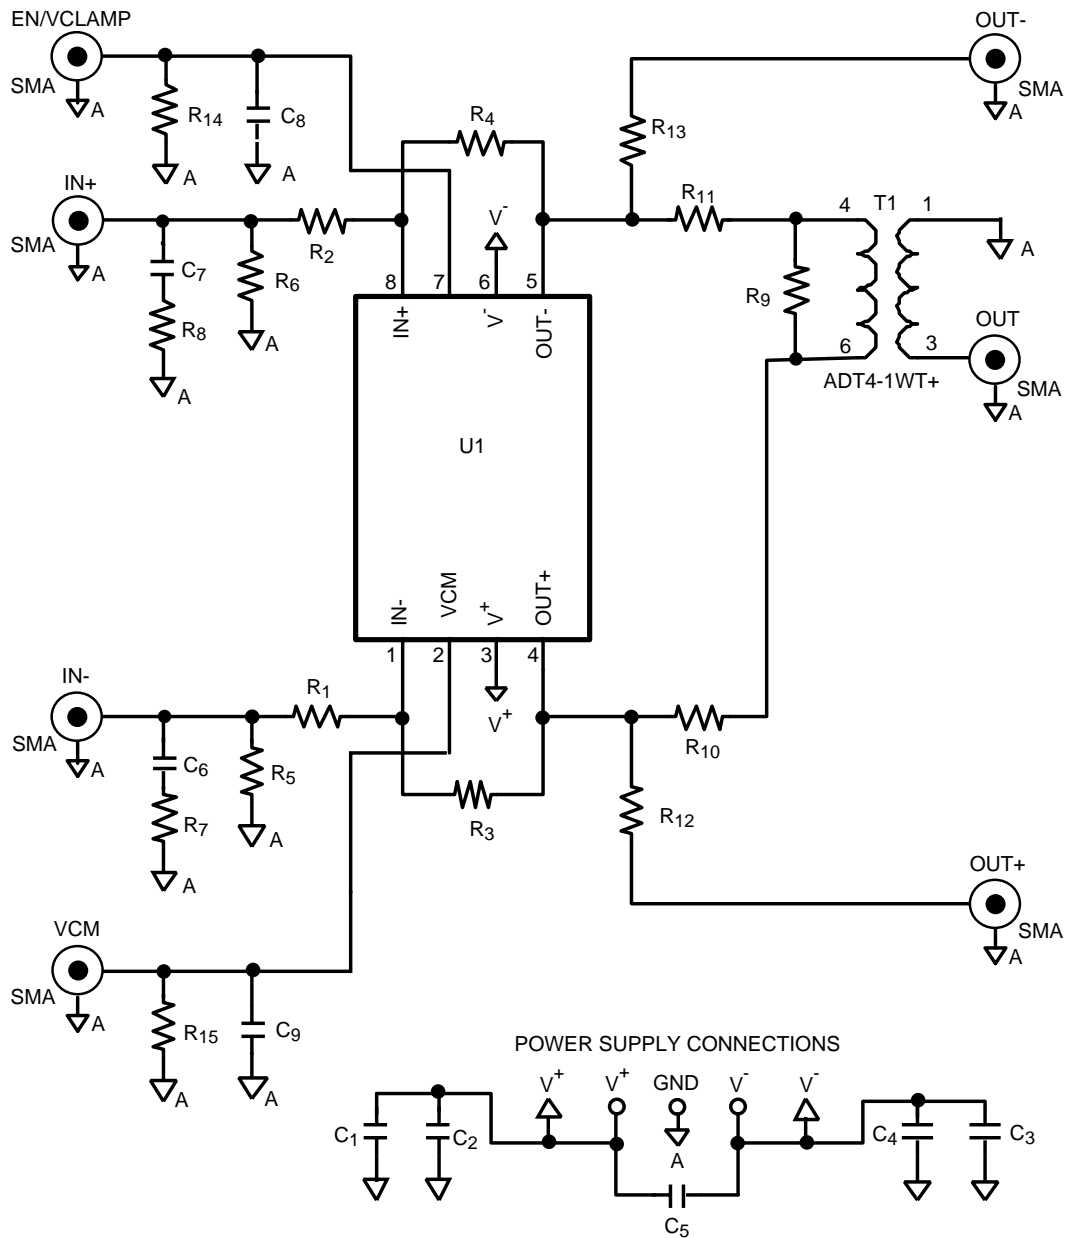 EN/VCLAMP
OUT-
SMA
A
R14
C8
A
A
R4
R13
SMA
A
IN+
SMA
A
C7
R8
A
R6
A
R2
V-
R11
4
T1
1
A
R9
6
3
ADT4-1WT+
OUT
SMA
A
8
7
6
5
IN+
V-
OUT-
U1
IN-
VCM
V+
OUT+
1
2
3
4
V+
IN-
SMA
A
C6
R7
A
R5
A
R1
R3
R10
R12
OUT+
SMA
A
VCM
SMA
A
R15
A
C9
A
POWER SUPPLY CONNECTIONS
V+
V+
GND
V-
V-
C1
C2
A
C4
C3
C5